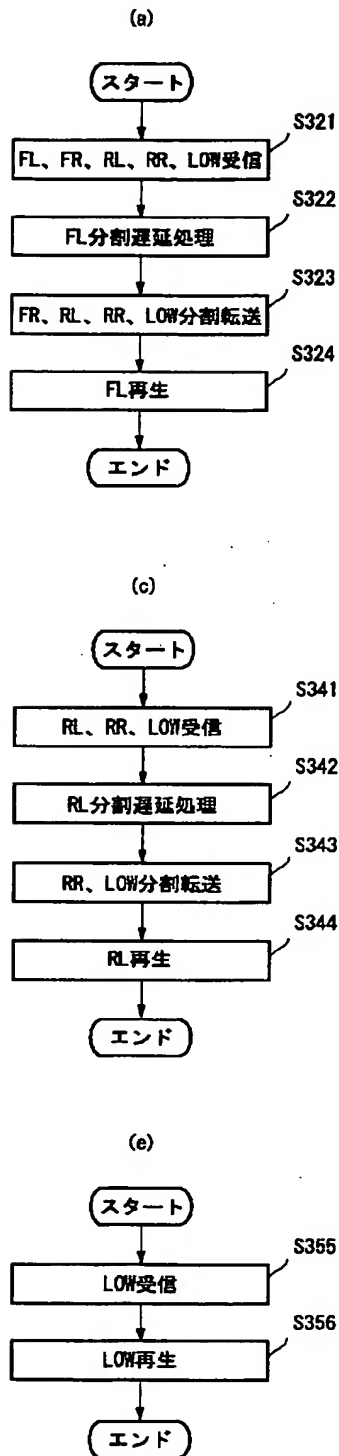 (a)
スタート
S321
FL、FR、RL、RR、LOW受信
S322
FL分割遅延処理
S323
FR、RL、RR、LOW分割転送
S324
FL再生
エンド
(c)
スタート
S341
RL、RR、LOW受信
S342
RL分割遅延処理
S343
RR、LOW分割転送
S344
RL再生
エンド
(e)
スタート
S355
LOW受信
S356
LOW再生
エンド